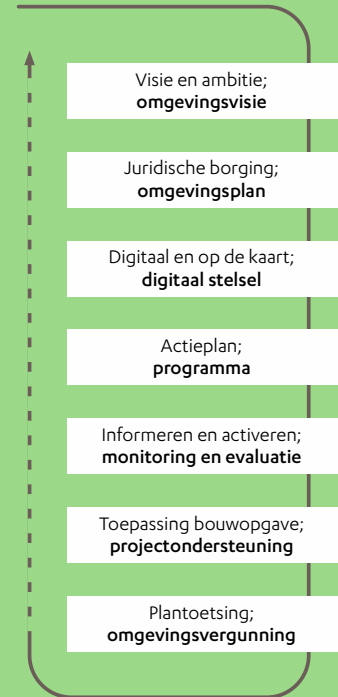 Visie en ambitie;
omgevingsvisie
Juridische borging;
omgevingsplan
Digitaal en op de kaart;
digitaal stelsel
Actieplan;
programma
Informeren en activeren;
monitoring en evaluatie
Toepassing bouwopgave;
projectondersteuning
Plantoetsing;
omgevingsvergunning